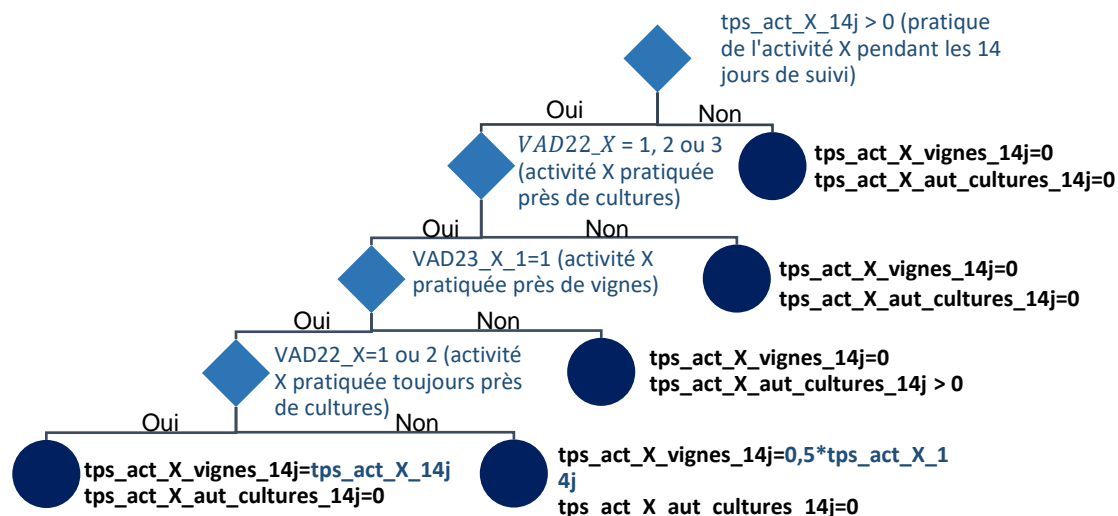 tps_act_X_14j > 0 (pratique
de l'activité X pendant les 14
jours de suivi)
Oui
Non
VAD22_X = 1, 2 ou 3
(activité X pratiquée
près de cultures)
tps_act_X_vignes_14j=0
tps_act_X_aut_cultures_14j=0
Oui
Non
VAD23_X_1=1 (activité X
pratiquée près de vignes)
tps_act_X_vignes_14j=0
tps_act_X_aut_cultures_14j=0
Oui
Non
VAD22_X=1 ou 2 (activité
X pratiquée toujours près
de cultures)
tps_act_X_vignes_14j=0
tps_act_X_aut_cultures_14j > 0
Oui
Non
tps_act_X_vignes_14j=tps_act_X_14j
tps_act_X_aut_cultures_14j=0
tps_act_X_vignes_14j=0,5*tps_act_X_1
4j
tps_act_X_aut_cultures_14j=0